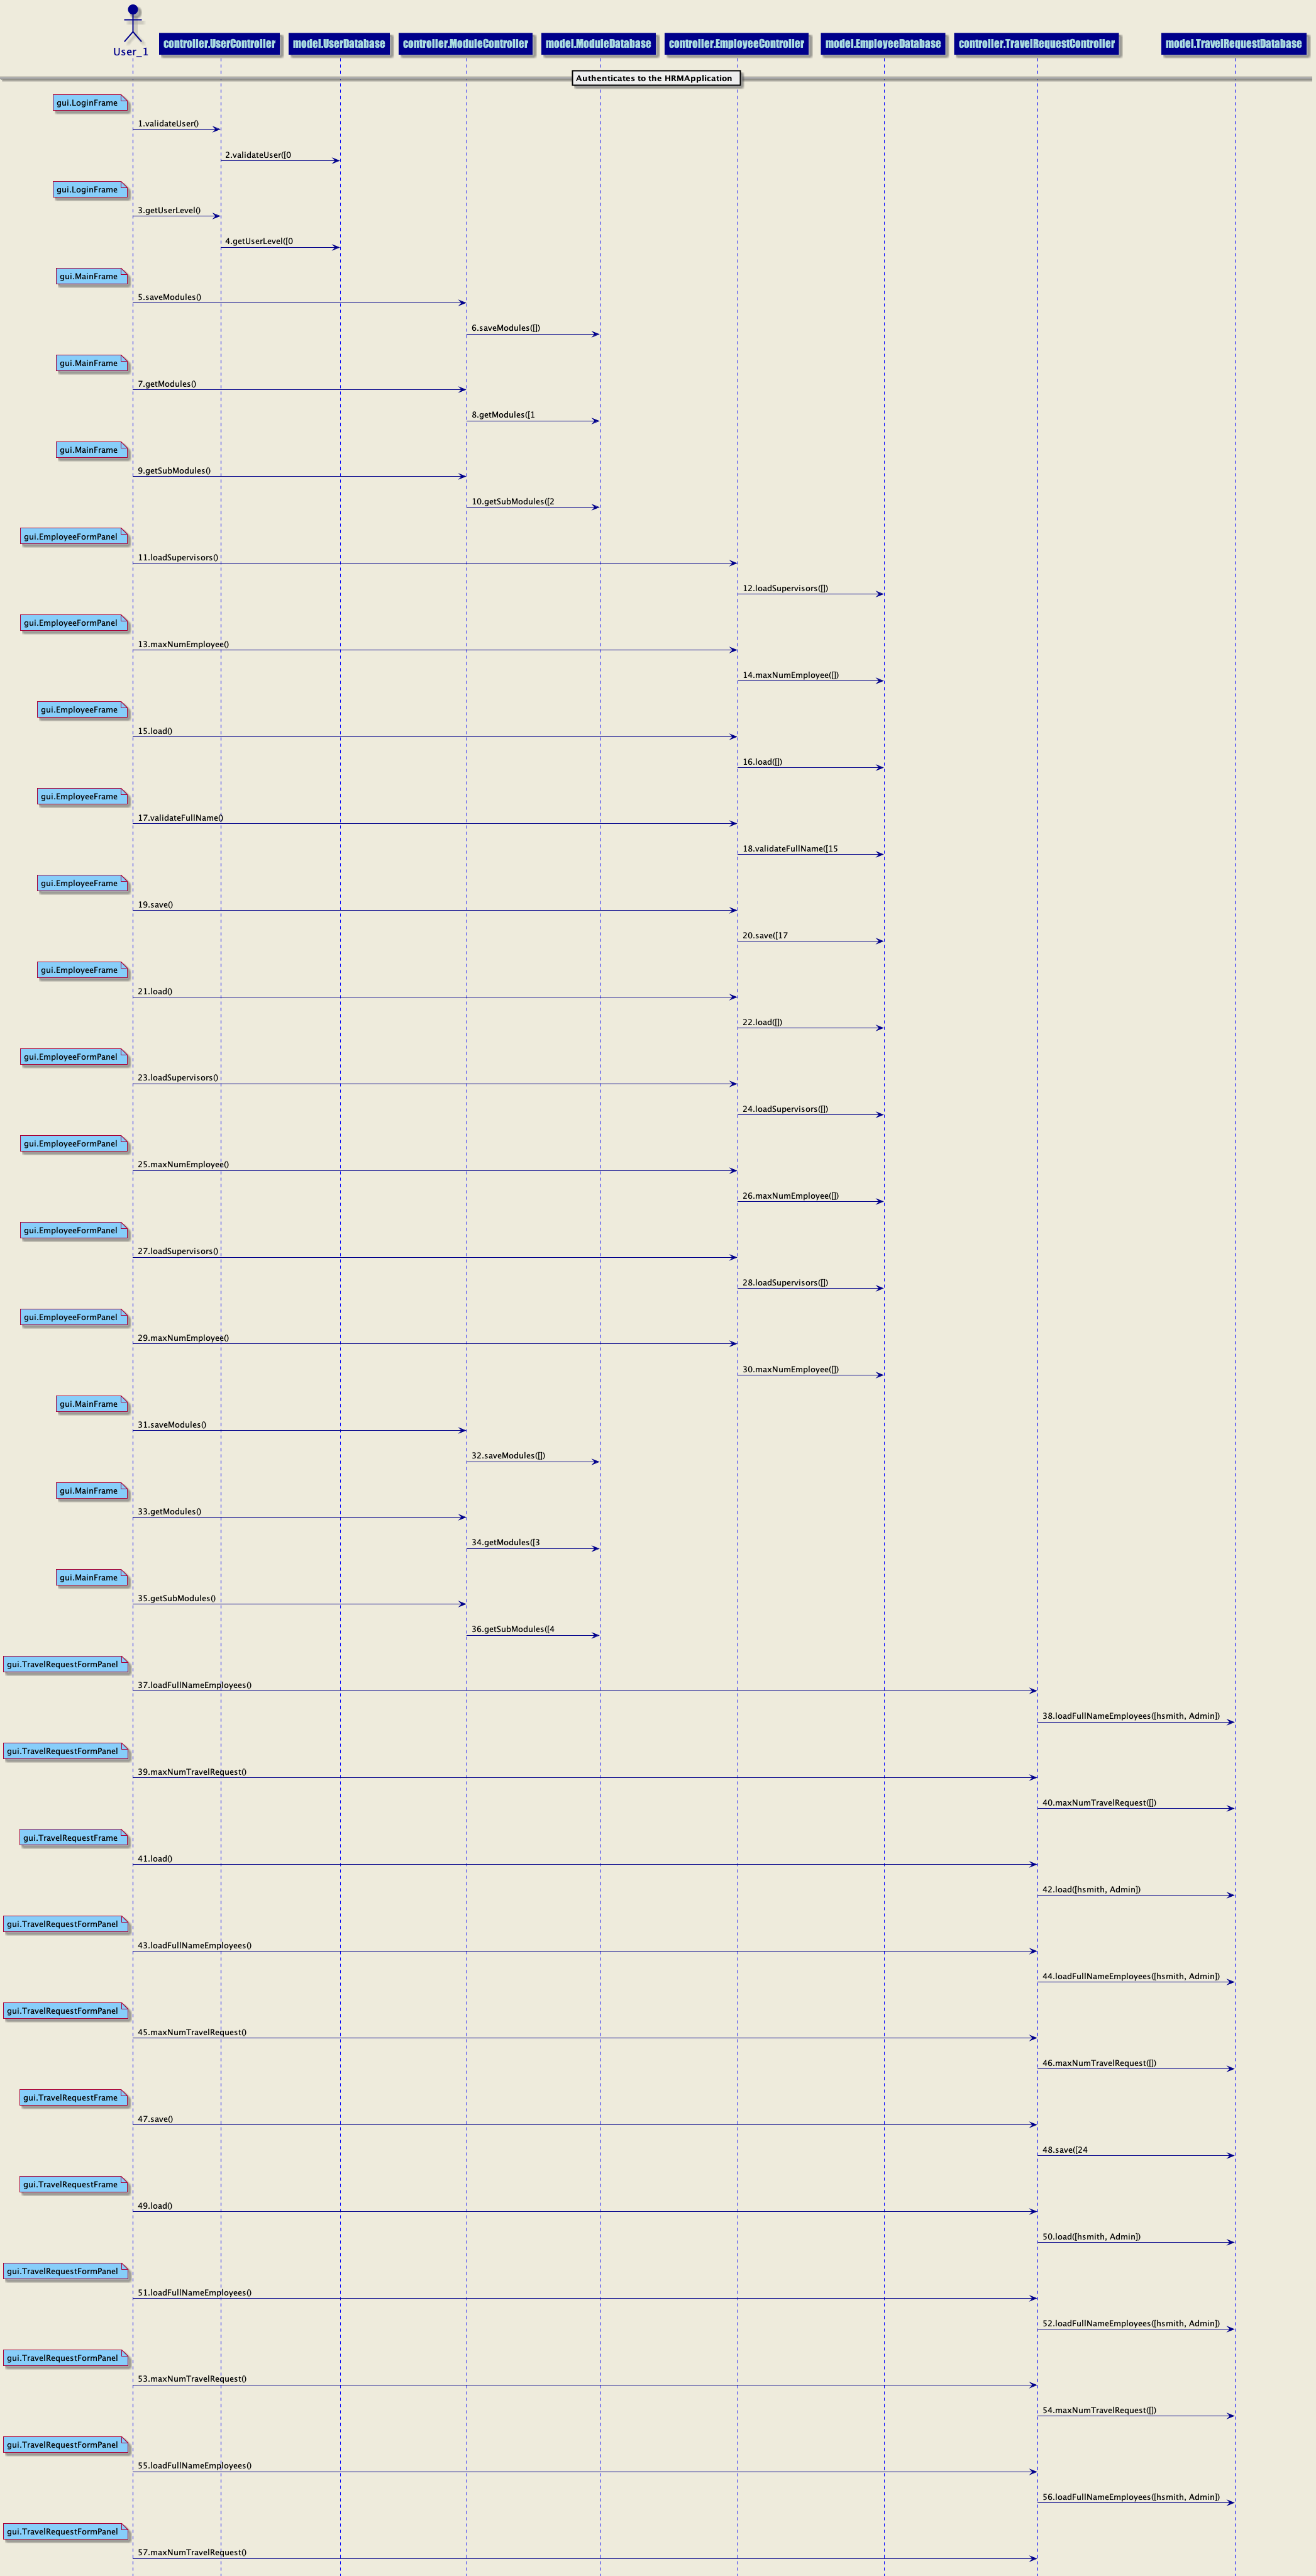 User_1
controller.UserController
model.UserDatabase
controller.ModuleController
model.ModuleDatabase
controller.EmployeeController
model.EmployeeDatabase
controller.TravelRequestController
model.TravelRequestDatabase
Authenticates to the HRMApplication
gui.LoginFrame
1.validateUser()
2.validateUser([0
gui.LoginFrame
3.getUserLevel()
4.getUserLevel([0
gui.MainFrame
5.saveModules()
6.saveModules([])
gui.MainFrame
7.getModules()
8.getModules([1
gui.MainFrame
9.getSubModules()
10.getSubModules([2
gui.EmployeeFormPanel
11.loadSupervisors()
12.loadSupervisors([])
gui.EmployeeFormPanel
13.maxNumEmployee()
14.maxNumEmployee([])
gui.EmployeeFrame
15.load()
16.load([])
gui.EmployeeFrame
17.validateFullName()
18.validateFullName([15
gui.EmployeeFrame
19.save()
20.save([17
gui.EmployeeFrame
21.load()
22.load([])
gui.EmployeeFormPanel
23.loadSupervisors()
24.loadSupervisors([])
gui.EmployeeFormPanel
25.maxNumEmployee()
26.maxNumEmployee([])
gui.EmployeeFormPanel
27.loadSupervisors()
28.loadSupervisors([])
gui.EmployeeFormPanel
29.maxNumEmployee()
30.maxNumEmployee([])
gui.MainFrame
31.saveModules()
32.saveModules([])
gui.MainFrame
33.getModules()
34.getModules([3
gui.MainFrame
35.getSubModules()
36.getSubModules([4
gui.TravelRequestFormPanel
37.loadFullNameEmployees()
38.loadFullNameEmployees([hsmith, Admin])
gui.TravelRequestFormPanel
39.maxNumTravelRequest()
40.maxNumTravelRequest([])
gui.TravelRequestFrame
41.load()
42.load([hsmith, Admin])
gui.TravelRequestFormPanel
43.loadFullNameEmployees()
44.loadFullNameEmployees([hsmith, Admin])
gui.TravelRequestFormPanel
45.maxNumTravelRequest()
46.maxNumTravelRequest([])
gui.TravelRequestFrame
47.save()
48.save([24
gui.TravelRequestFrame
49.load()
50.load([hsmith, Admin])
gui.TravelRequestFormPanel
51.loadFullNameEmployees()
52.loadFullNameEmployees([hsmith, Admin])
gui.TravelRequestFormPanel
53.maxNumTravelRequest()
54.maxNumTravelRequest([])
gui.TravelRequestFormPanel
55.loadFullNameEmployees()
56.loadFullNameEmployees([hsmith, Admin])
gui.TravelRequestFormPanel
57.maxNumTravelRequest()